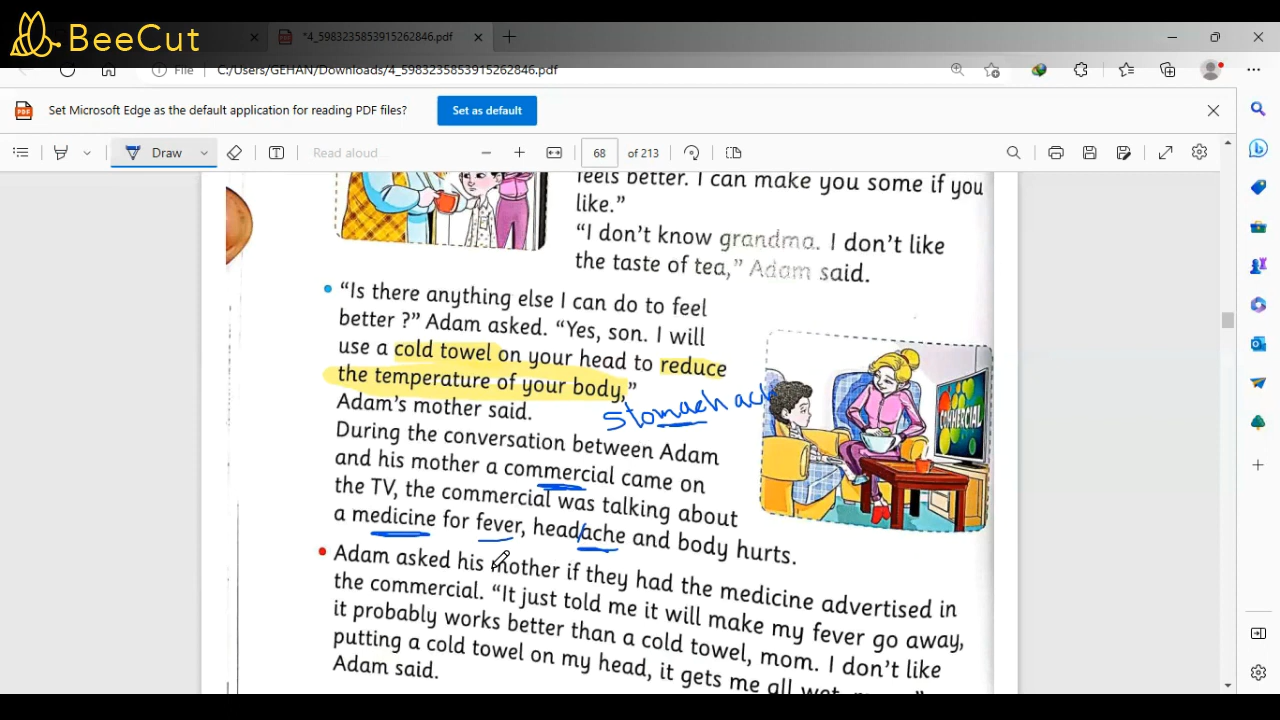 BeeCut
*4_5983235853915262846.pdf
File C:/Users/GEHAN/Downloads/4_5983235853915262846.pdf
Set Microsoft Edge as the default application for reading PDF files? Set as default
Draw Read aloud 68 of 213
feels better. I can make you some if you
like.”
“I don’t know grandma. I don’t like
the taste of tea,” Adam said.
“Is there anything else I can do to feel
better ?” Adam asked. “Yes, son. I will
use a cold towel on your head to reduce
the temperature of your body,”
Adam’s mother said.
stomach ach
During the conversation between Adam
and his mother a commercial came on
the TV, the commercial was talking about
a medicine for fever, head/ache and body hurts.
COMMERCIAL
Adam asked his mother if they had the medicine advertised in
the commercial. “It just told me it will make my fever go away,
it probably works better than a cold towel, mom. I don’t like
putting a cold towel on my head, it gets me all wet,
Adam said.